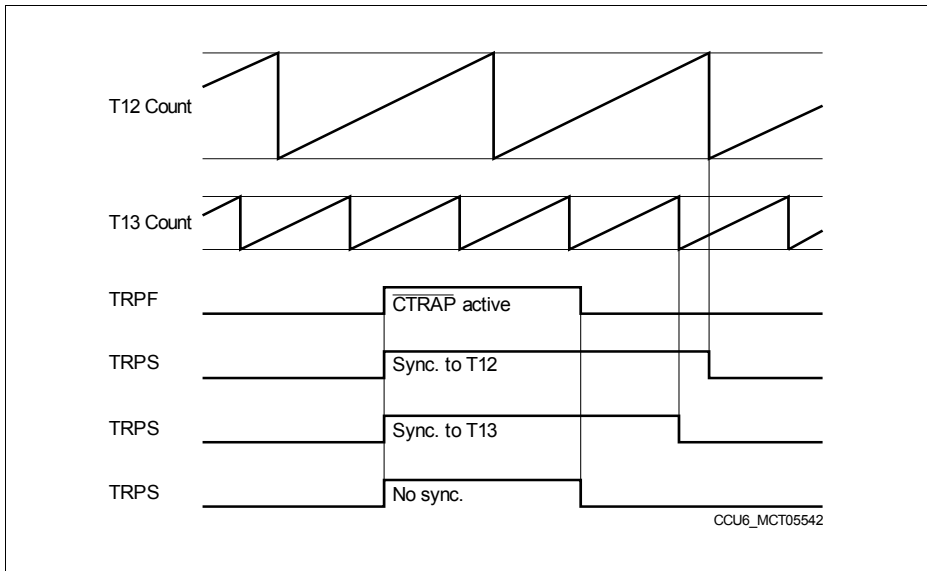 T12 Count
T13 Count
TRPF
CTRAP active
TRPS
Sync. to T12
TRPS
Sync. to T13
TRPS
No sync.
CCU6_MCT05542